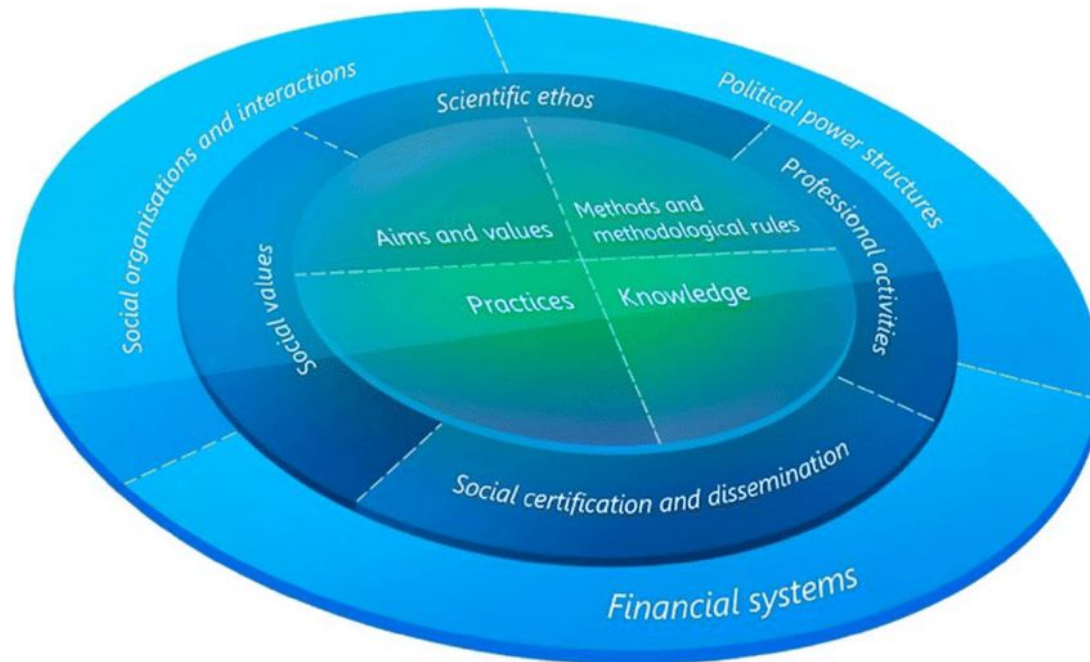 Social organisations and interactions
Political power structures
Scientific ethos
Professional activities
Aims and values
Methods and
methodological rules
Social values
Practices
Knowledge
Social certification and dissemination
Financial systems